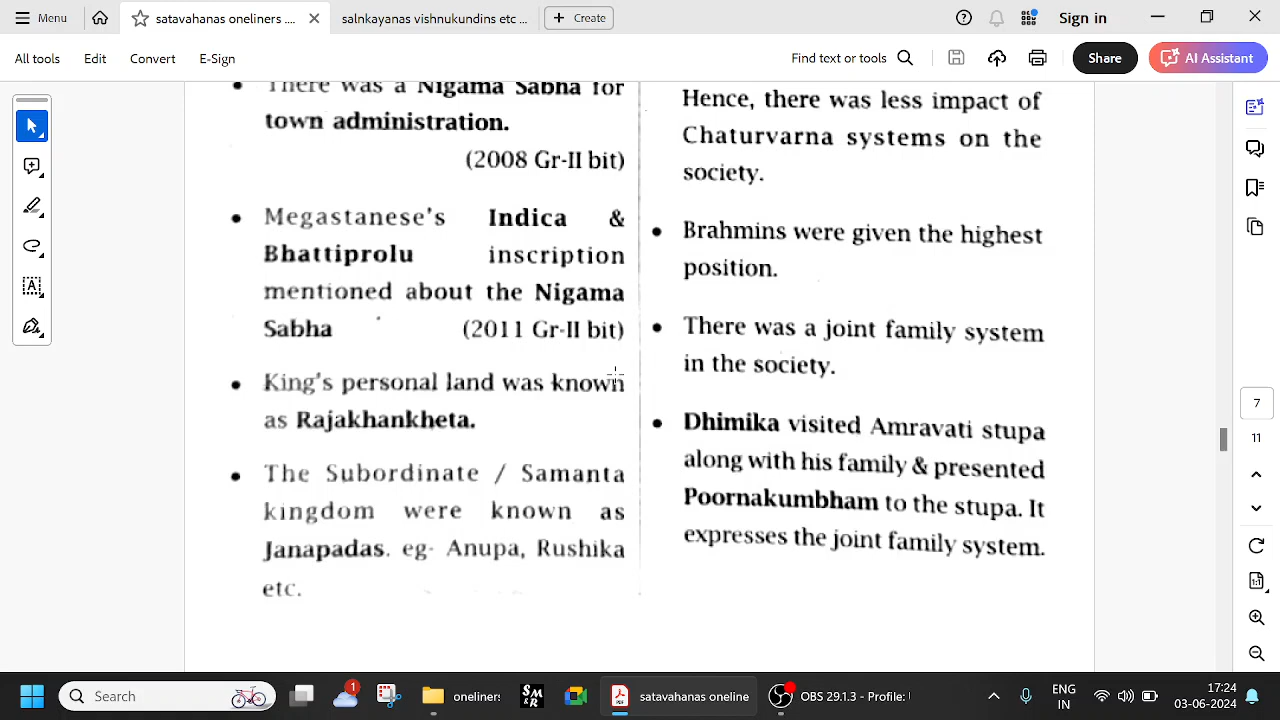 Menu
satavahanas oneliners ....
salnkayanas vishnukundins etc ...
Create
Sign in
All tools
Edit
Convert
E-Sign
Find text or tools
Share
AI Assistant
There was a Nigama Sabha for
town administration.
(2008 Gr-II bit)
Megastanese's Indica &
Bhattiprolu inscription
mentioned about the Nigama
Sabha (2011 Gr-II bit)
King's personal land was known
as Rajakhankheta.
The Subordinate / Samanta
kingdom were known as
Janapadas. eg- Anupa, Rushika
etc.
Hence, there was less impact of
Chaturvarna systems on the
society.
Brahmins were given the highest
position.
There was a joint family system
in the society.
Dhimika visited Amravati stupa
along with his family & presented
Poornakumbham to the stupa. It
expresses the joint family system.
7
11
Search
1
oneliners
SM
&R
satavahanas oneline
OBS 29.1.3 - Profile:
ENG
IN
17:24
03-06-2024